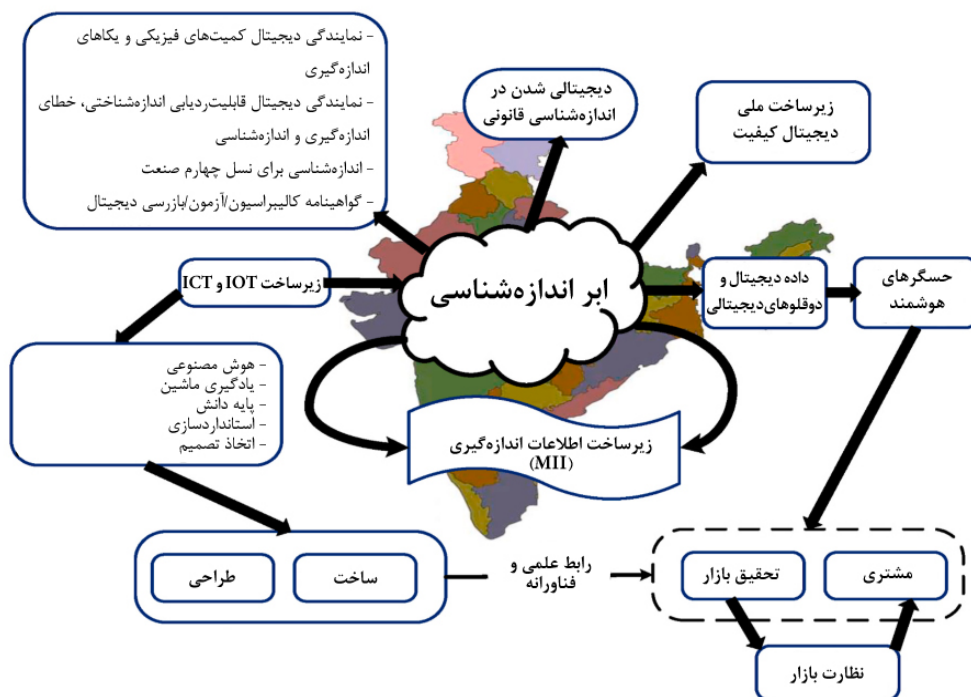 - نمایندگی دیجیتال کمیت‌های فیزیکی و یکاهای
اندازه‌گیری
- نمایندگی دیجیتال قابلیت‌ردیابی اندازه‌شناختی، خطای
اندازه‌گیری و اندازه‌شناسی
- اندازه‌شناسی برای نسل چهارم صنعت
- گواهینامه کالیبراسیون/آزمون/بازرسی دیجیتال
دیجیتالی شدن در
اندازه‌شناسی قانونی
زیرساخت ملی
دیجیتال کیفیت
زیرساخت IOT و ICT
ابر اندازه‌شناسی
داده دیجیتال و
دوقلوهای‌دیجیتالی
حسگرهای
هوشمند
- هوش مصنوعی
- یادگیری ماشین
- پایه دانش
- استانداردسازی
- اتخاذ تصمیم
زیرساخت اطلاعات اندازه‌گیری
(MII)
طراحی
ساخت
رابط علمی و
فناورانه
تحقیق بازار
مشتری
نظارت بازار